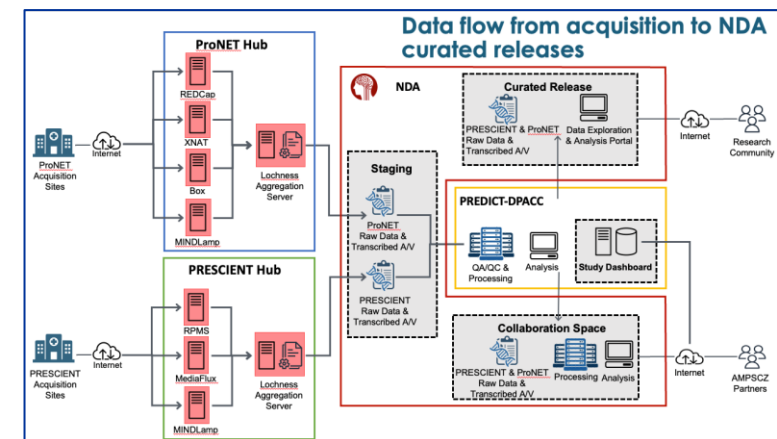 Data flow from acquisition to NDA
curated releases
ProNET Hub
REDCap
XNAT
Box
MINDLamp
ProNET
Acquisition
Sites
Internet
Lochness
Aggregation
Server
PRESCIENT Hub
RPMS
MediaFlux
MINDLamp
PRESCIENT
Acquisition
Sites
Internet
Lochness
Aggregation
Server
NDA
Staging
ProNET
Raw Data &
Transcribed A/V
PRESCIENT
Raw Data &
Transcribed A/V
Curated Release
PRESCIENT & ProNET
Raw Data &
Transcribed A/V
Data Exploration
& Analysis Portal
Internet
Research
Community
PREDICT-DPACC
QA/QC &
Processing
Analysis
Study Dashboard
Collaboration Space
PRESCIENT & ProNET
Raw Data &
Transcribed A/V
Processing
Analysis
Internet
AMPSCZ
Partners